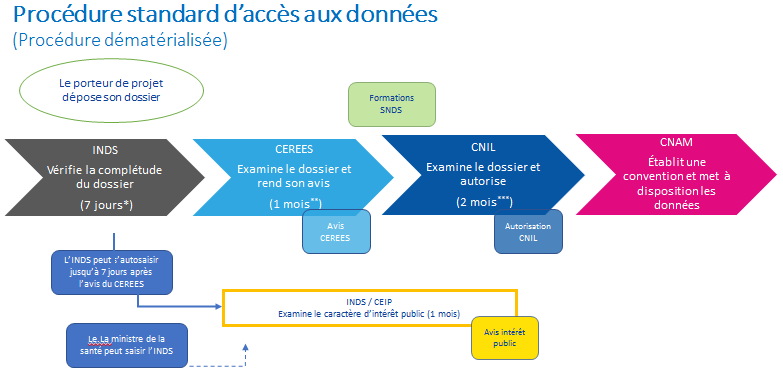 Procédure standard d’accès aux données
(Procédure dématérialisée)
Le porteur de projet
dépose son dossier
Formations
SNDS
INDS
Vérifie la complétude
du dossier
(7 jours*)
CEREES
Examine le dossier et
rend son avis
(1 mois**)
Avis
CEREES
CNIL
Examine le dossier et
autorise
(2 mois***)
Autorisation
CNIL
CNAM
Établit une
convention et met à
disposition les
données
L’INDS peut s’autosaisir
jusqu’à 7 jours après
l’avis du CEREES
INDS / CEIP
Examine le caractère d’intérêt public (1 mois)
Avis intérêt
public
Le.La ministre de la
santé peut saisir l’INDS